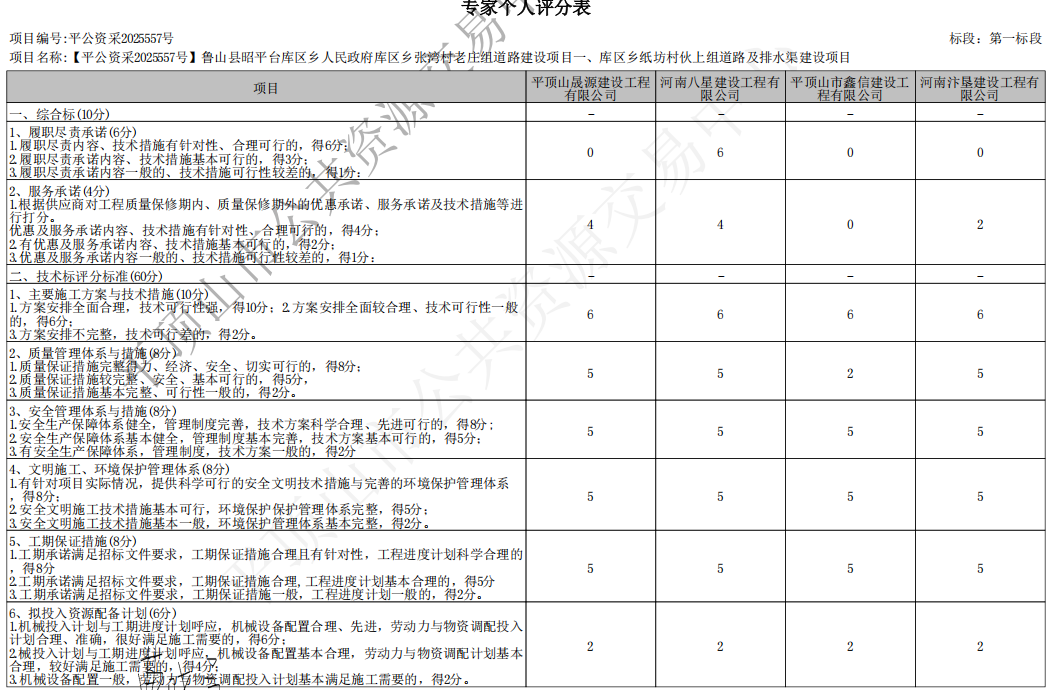 专家个人评分表
项目编号:平公资采2025557号
标段: 第一标段
项目名称:【平公资采2025557号】鲁山县昭平台库区乡人民政府库区乡张湾村老庄组道路建设项目一、库区乡纸坊村伙上组道路及排水渠建设项目
项目 平顶山晟源建设工程有限公司 河南八星建设工程有限公司 平顶山市鑫信建设工程有限公司 河南汴垦建设工程有限公司
一、综合标(10分) – – – –
1、履职尽责承诺(6分)
1.履职尽责内容、技术措施有针对性、合理可行的，得6分;
2.履职尽责承诺内容、技术措施基本可行的，得3分;
3.履职尽责承诺内容一般的、技术措施可行性较差的，得1分:
0 6 0 0
2、服务承诺(4分)
1.根据供应商对工程质量保修期内、质量保修期外的优惠承诺、服务承诺及技术措施等进
行打分。
优惠及服务承诺内容、技术措施有针对性、合理可行的，得4分;
2.有优惠及服务承诺内容、技术措施基本可行的，得2分;
3.优惠及服务承诺内容一般的、技术措施可行性较差的，得1分:
4 4 0 2
二、技术标评分标准(60分) – – – –
1、主要施工方案与技术措施(10分)
1.方案安排全面合理，技术可行性强，得10分; 2.方案安排全面较合理、技术可行性一般
的，得6分;
3.方案安排不完整，技术可行差的，得2分。
6 6 6 6
2、质量管理体系与措施(8分)
1.质量保证措施完整得力、经济、安全、切实可行的，得8分;
2.质量保证措施较完整、安全、基本可行的，得5分，
3.质量保证措施基本完整、可行性一般的，得2分。
5 5 2 5
3、安全管理体系与措施(8分)
1.安全生产保障体系健全，管理制度完善，技术方案科学合理、先进可行的，得8分;
2.安全生产保障体系基本健全，管理制度基本完善，技术方案基本可行的，得5分;
3.有安全生产保障体系，管理制度，技术方案一般的，得2分
5 5 5 5
4、文明施工、环境保护管理体系(8分)
1.有针对项目实际情况，提供科学可行的安全文明技术措施与完善的环境保护管理体系
，得8分;
2.安全文明施工技术措施基本可行，环境保护保护管理体系完整，得5分;
3.安全文明施工技术措施基本一般，环境保护管理体系基本完整，得2分。
5 5 5 5
5、工期保证措施(8分)
1.工期承诺满足招标文件要求，工期保证措施合理且有针对性，工程进度计划科学合理的
，得8分
2.工期承诺满足招标文件要求，工期保证措施合理,工程进度计划基本合理的，得5分
3.工期承诺满足招标文件要求，工期保证措施一般，工程进度计划一般的，得2分。
5 5 5 5
6、拟投入资源配备计划(6分)
1.机械投入计划与工期进度计划呼应，机械设备配置合理、先进，劳动力与物资调配投入
计划合理、准确，很好满足施工需要的，得6分;
2.械投入计划与工期进度计划呼应，机械设备配置基本合理，劳动力与物资调配计划基本
合理，较好满足施工需要的，得4分;
3.机械设备配置一般，劳动力与物资调配投入计划基本满足施工需要的，得2分。
2 2 2 2
平顶山市公共资源交易中
平顶山市公共资源交易中